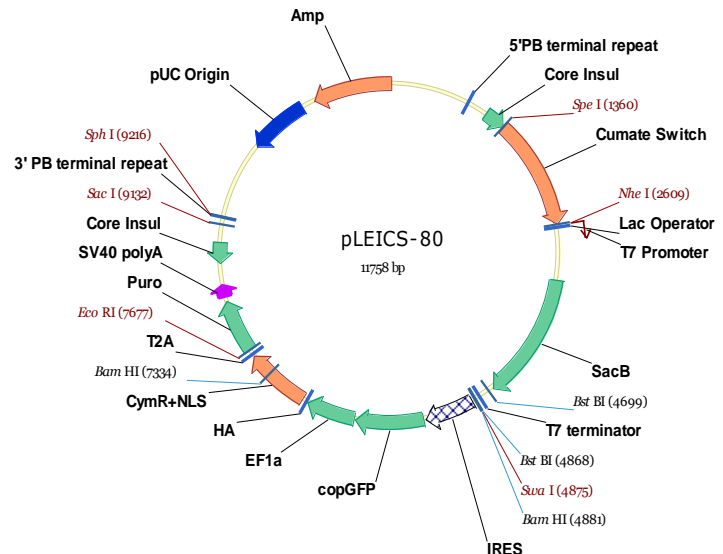 Amp
5'PB terminal repeat
pUC Origin
Core Insul
Spe I (1360)
Cumate Switch
Sph I (9216)
3' PB terminal repeat
Sac I (9132)
Nhe I (2609)
Lac Operator
T7 Promoter
Core Insul
pLEICS-80
11758 bp
SV40 polyA
Puro
Eco RI (7677)
T2A
Bam HI (7334)
CymR+NLS
HA
EF1a
copGFP
IRES
SacB
Bst BI (4699)
T7 terminator
Bst BI (4868)
Swa I (4875)
Bam HI (4881)